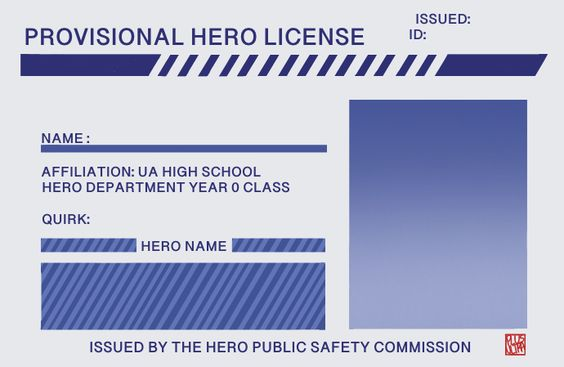 ISSUED:
PROVISIONAL HERO LICENSE
ID:
NAME:
AFFILIATION: UA HIGH SCHOOL
HERO DEPARTMENT YEAR 0 CLASS
QUIRK:
HERO NAME
ISSUED BY THE HERO PUBLIC SAFETY COMMISSION